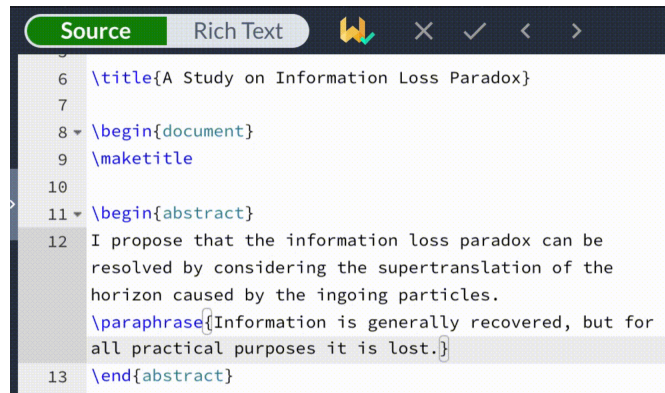 Source Rich Text
6 \title{A Study on Information Loss Paradox}
7
8 \begin{document}
9 \maketitle
10
11 \begin{abstract}
12 I propose that the information loss paradox can be
resolved by considering the supertranslation of the
horizon caused by the ingoing particles.
\paraphrase{Information is generally recovered, but for
all practical purposes it is lost.}
13 \end{abstract}